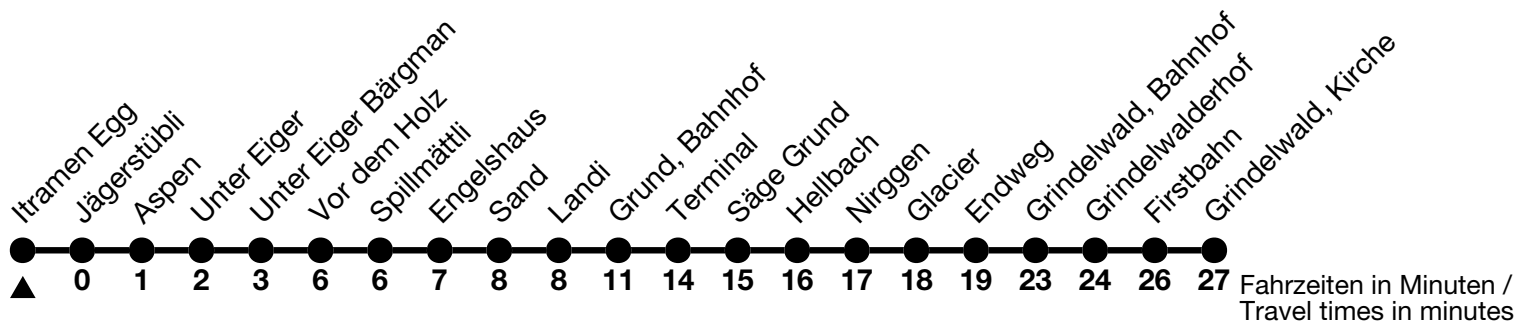 Itramen Egg
Jägerstübli
Aspen
Unter Eiger
Unter Eiger Bärgman
Vor dem Holz
Spillmättli
Engelshaus
Sand
Landi
Grund, Bahnhof
Terminal
Säge Grund
Hellbach
Nirggen
Glacier
Endweg
Grindelwald, Bahnhof
Grindelwalderhof
Firstbahn
Grindelwald, Kirche
0 1 2 3 6 6 7 8 8 11 14 15 16 17 18 19 23 24 26 27
Fahrzeiten in Minuten /
Travel times in minutes